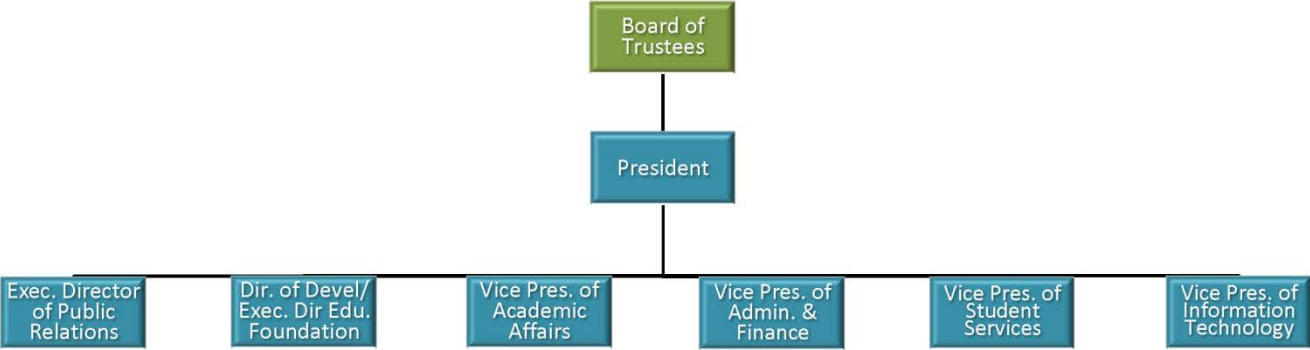 Board of
Trustees
President
Exec. Director
of Public
Relations
Dir. of Devel/
Exec. Dir Edu.
Foundation
Vice Pres. of
Academic
Affairs
Vice Pres. of
Admin. &
Finance
Vice Pres. of
Student
Services
Vice Pres. of
Information
Technology